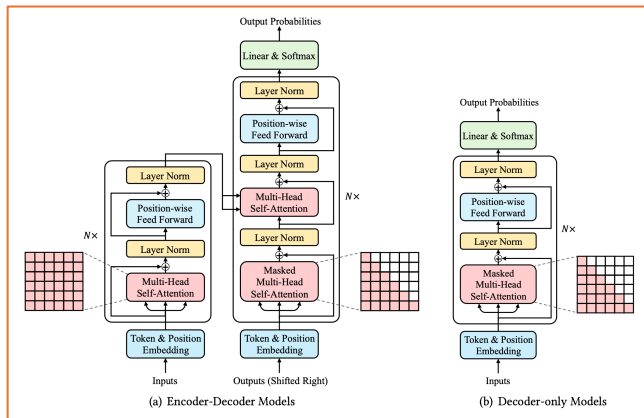 Output Probabilities
Linear & Softmax
Layer Norm
Position-wise
Feed Forward
Layer Norm
Multi-Head
Self-Attention
N×
Layer Norm
Masked
Multi-Head
Self-Attention
Token & Position
Embedding
Outputs (Shifted Right)
Layer Norm
Position-wise
Feed Forward
N×
Layer Norm
Multi-Head
Self-Attention
Token & Position
Embedding
Inputs
(a) Encoder-Decoder Models
Output Probabilities
Linear & Softmax
Layer Norm
Position-wise
Feed Forward
N×
Layer Norm
Masked
Multi-Head
Self-Attention
Token & Position
Embedding
Inputs
(b) Decoder-only Models